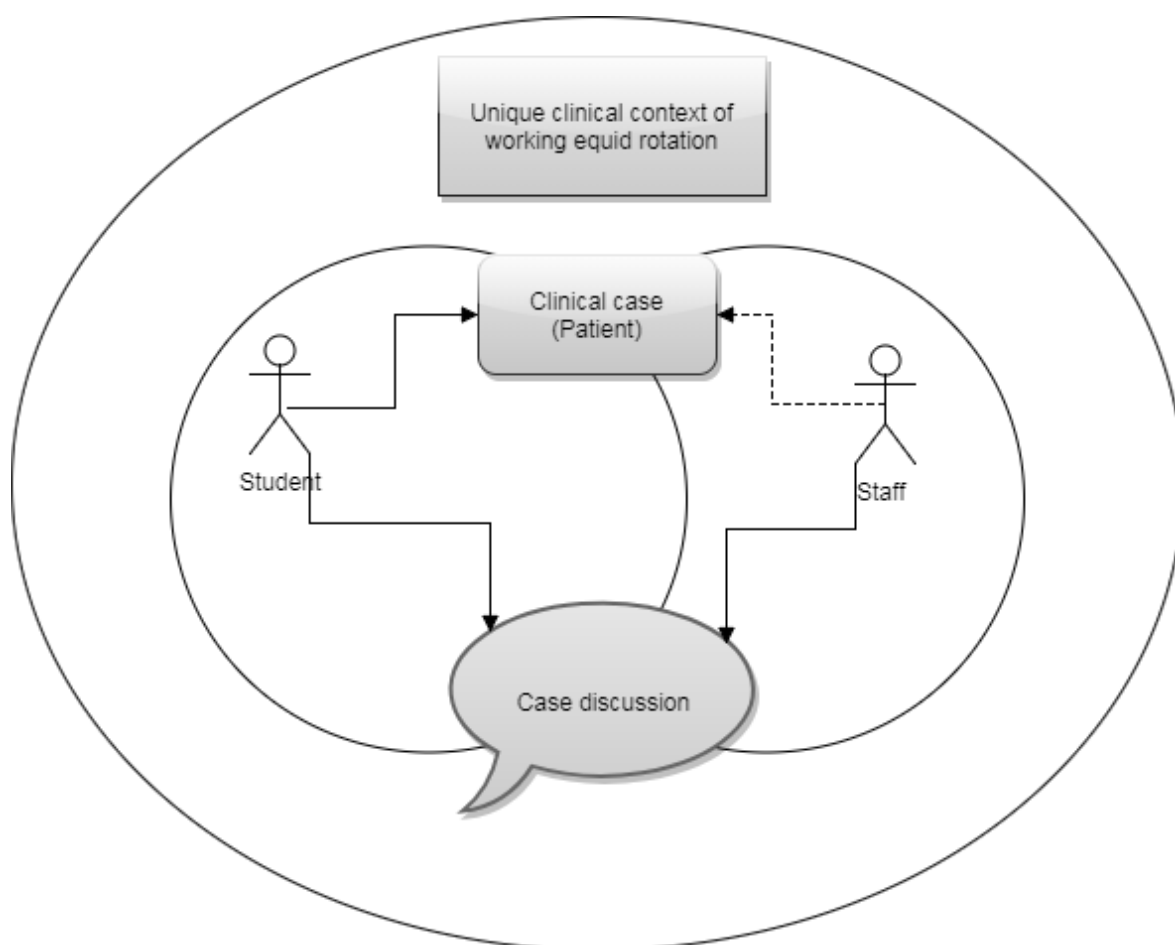 Unique clinical context of
working equid rotation
Clinical case
(Patient)
Student
Staff
Case discussion